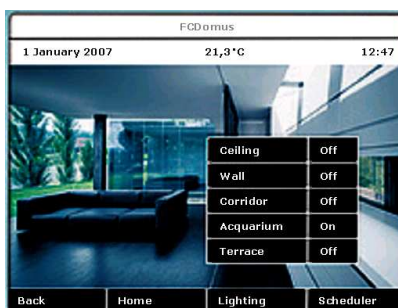 FCDomus
1 January 2007 21,3°C 12:47
Ceiling Off
Wall Off
Corridor Off
Acquarium On
Terrace Off
Back Home Lighting Scheduler